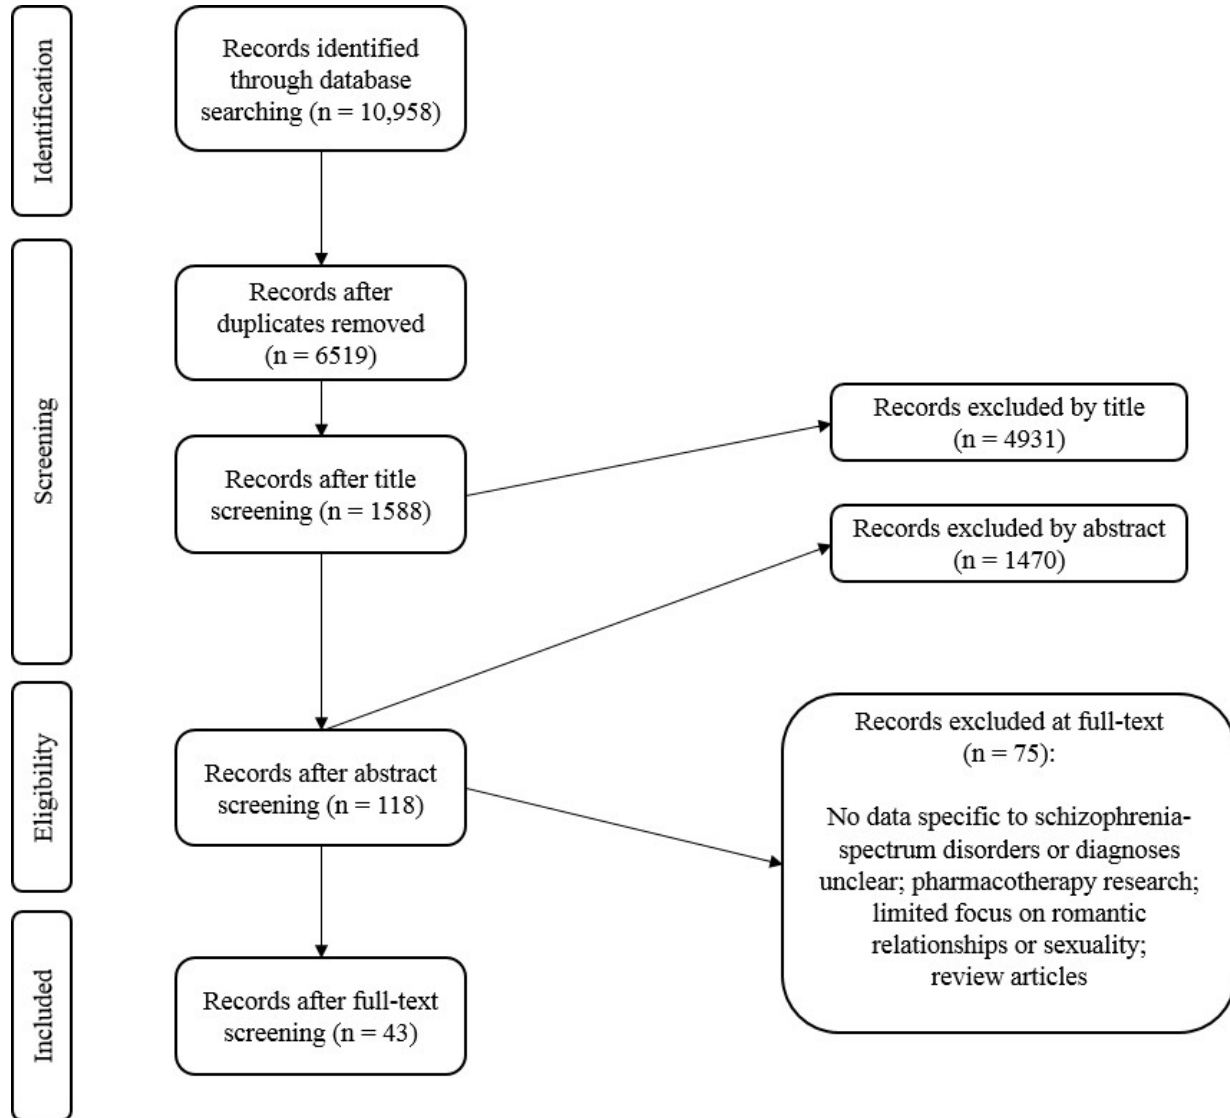 Identification
Records identified
through database
searching (n = 10,958)
Screening
Records after
duplicates removed
(n = 6519)
Records after title
screening (n = 1588)
Records excluded by title
(n = 4931)
Records excluded by abstract
(n = 1470)
Eligibility
Records after abstract
screening (n = 118)
Records excluded at full-text
(n = 75):
No data specific to schizophrenia-
spectrum disorders or diagnoses
unclear; pharmacotherapy research;
limited focus on romantic
relationships or sexuality;
review articles
Included
Records after full-text
screening (n = 43)